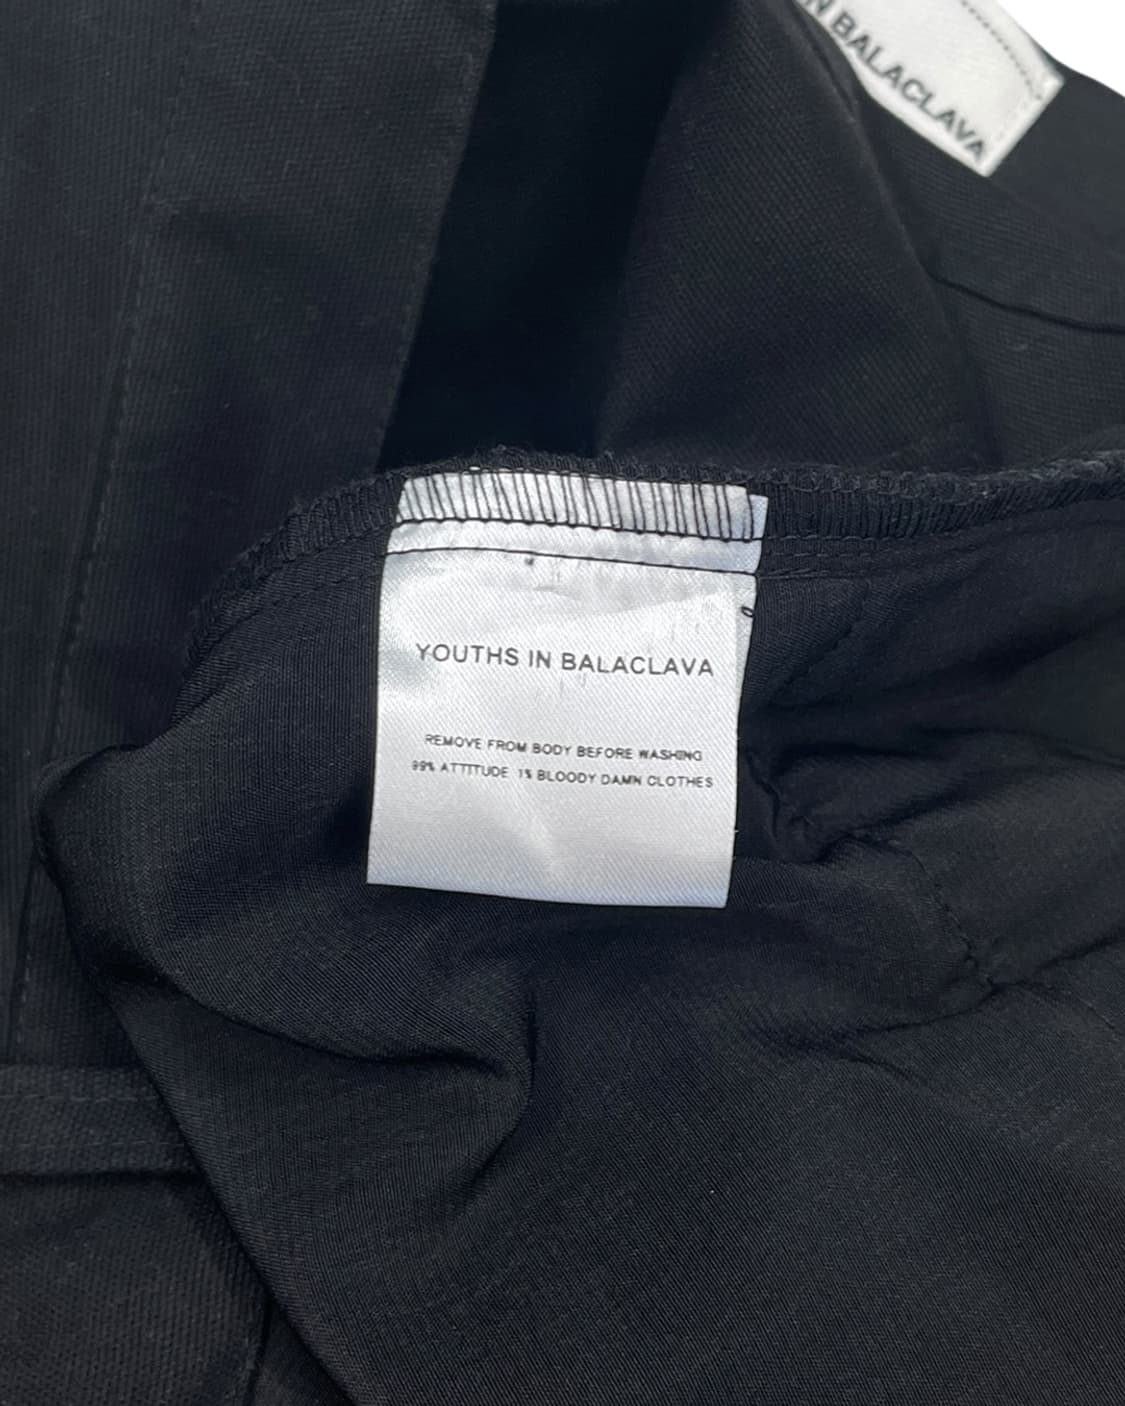 N BALACLAVA
YOUTHS IN BALACLAVA
REMOVE FROM BODY BEFORE WASHING
99% ATTITUDE 1% BLOODY DAMN CLOTHES